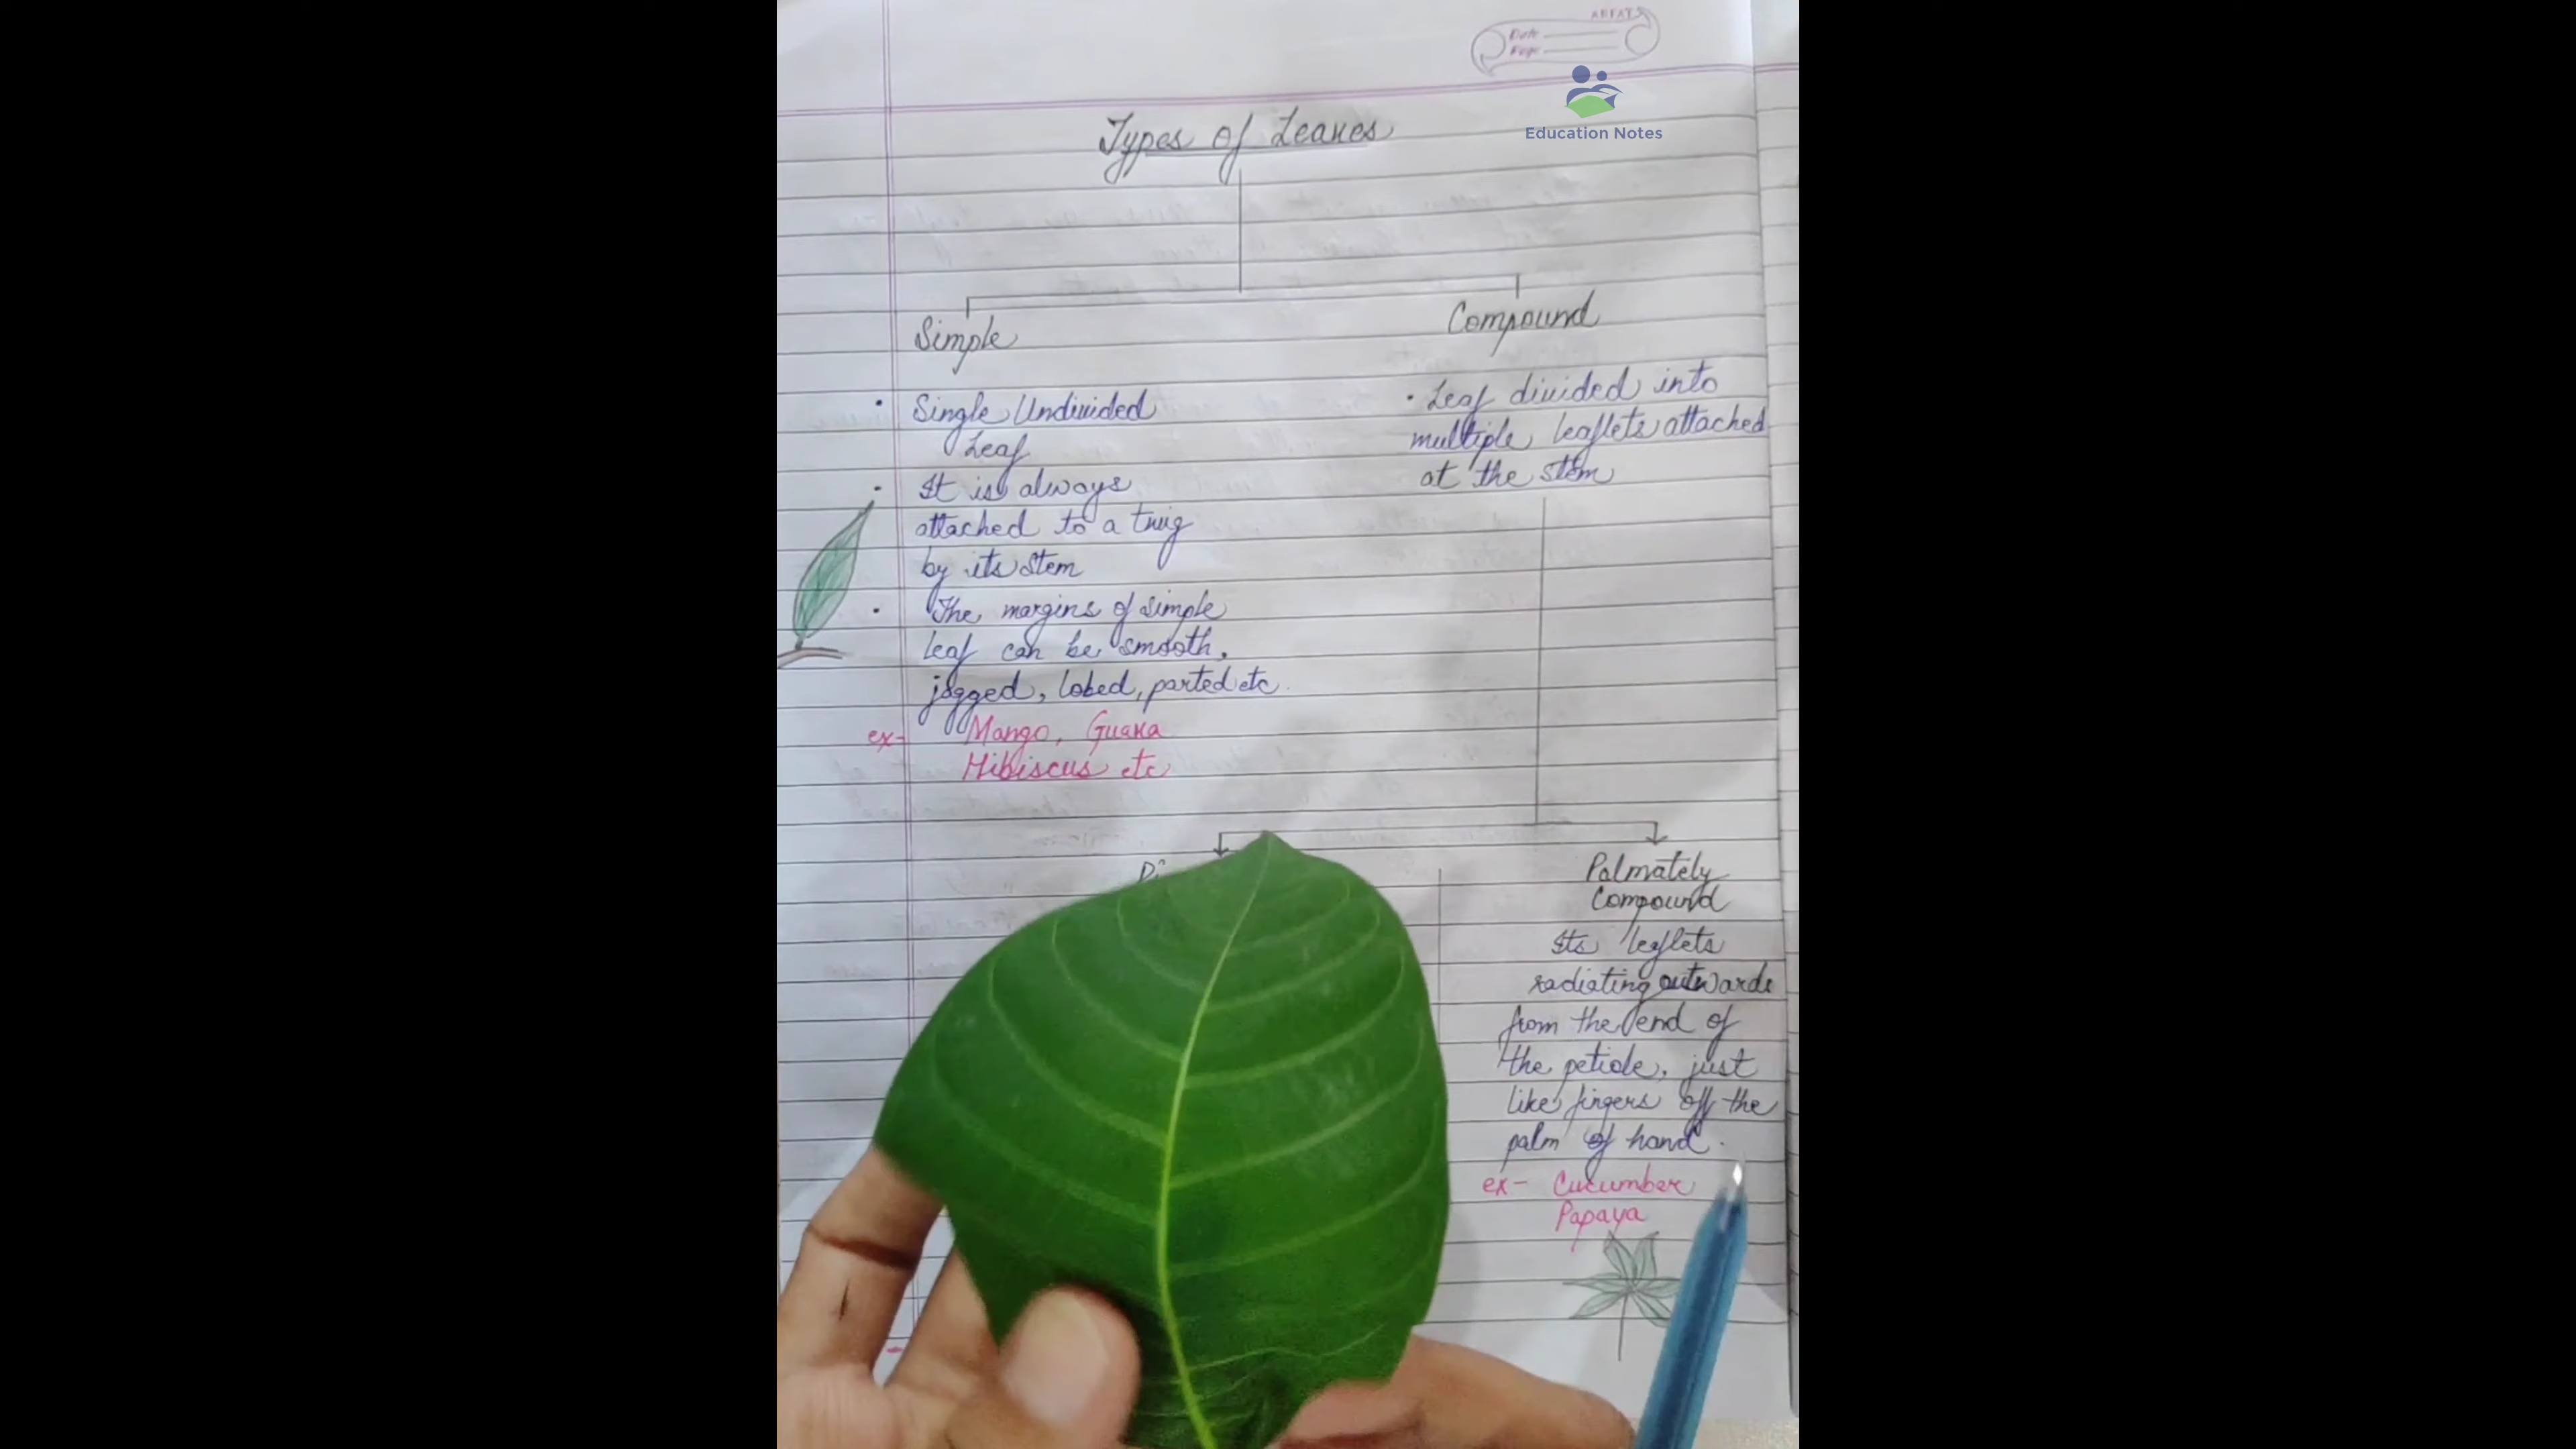 ARFAT
Date
Page
Education Notes
Types of Leaves
Simple
Compound
• Single Undivided
Leaf
• It is always
attached to a twig
by its stem
• The margins of simple
leaf can be smooth,
jagged, lobed, parted etc.
ex- Mango, Guava
Hibiscus etc
• Leaf divided into
multiple leaflets attached
at the stem
Palmately
Compound
Its leaflets
radiating outwards
from the end of
the petiole, just
like fingers off the
palm of hand.
ex- Cucumber
Papaya